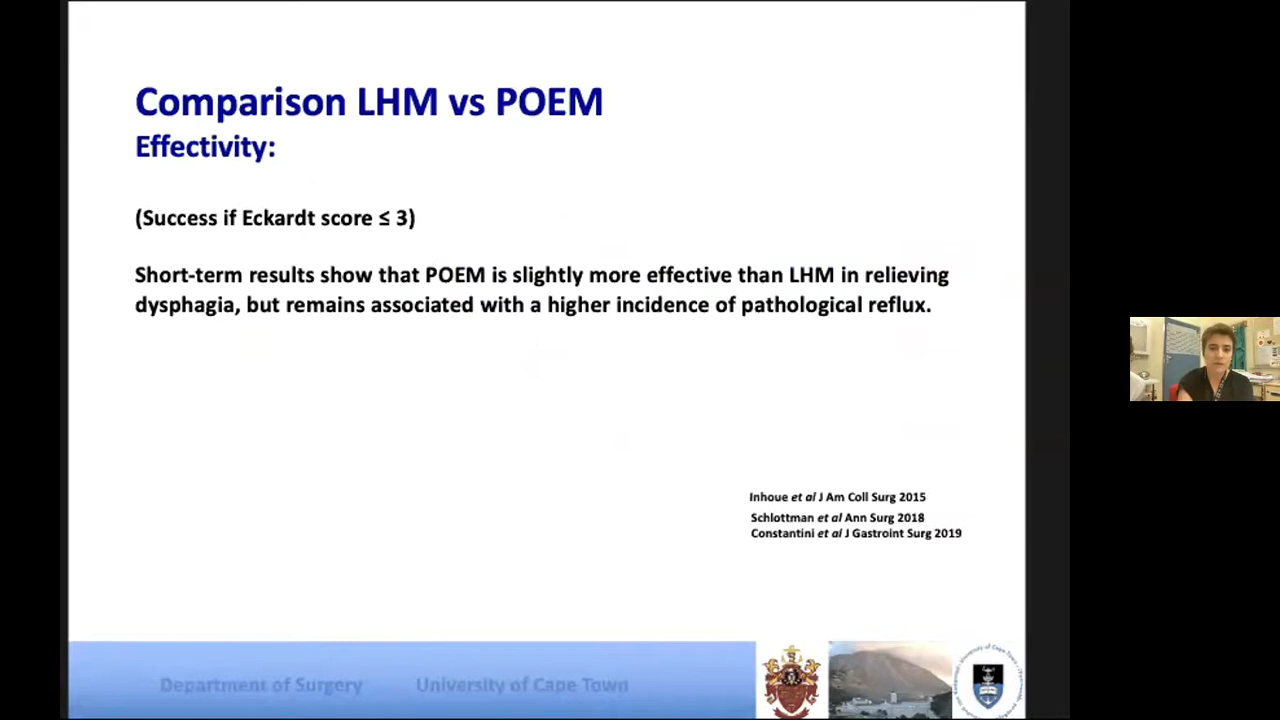 Comparison LHM vs POEM
Effectivity:
(Success if Eckardt score ≤ 3)
Short-term results show that POEM is slightly more effective than LHM in relieving
dysphagia, but remains associated with a higher incidence of pathological reflux.
Inhoue et al J Am Coll Surg 2015
Schlottman et al Ann Surg 2018
Constantini et al J Gastroint Surg 2019
Department of Surgery University of Cape Town